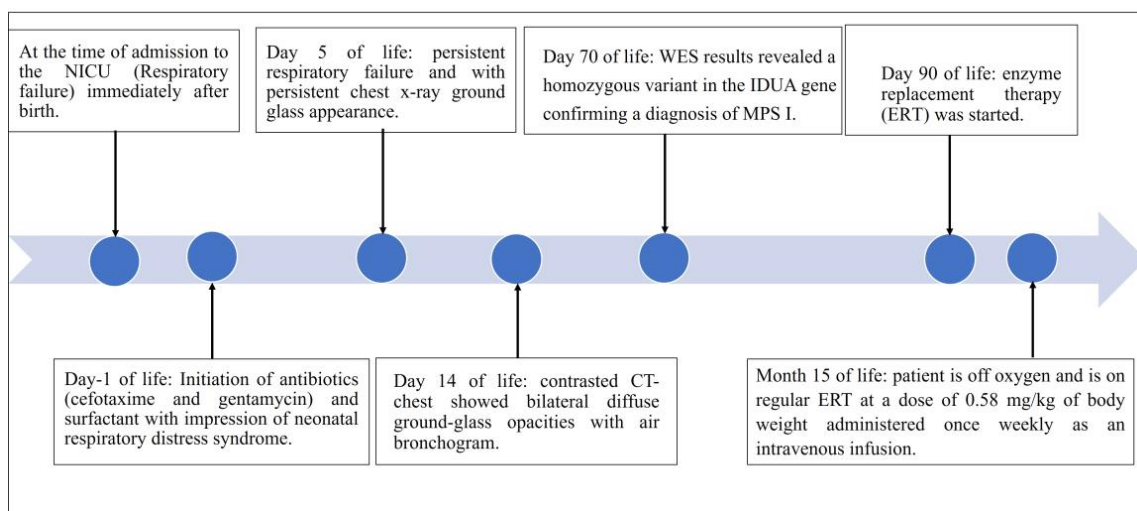 At the time of admission to
the NICU (Respiratory
failure) immediately after
birth.
Day 5 of life: persistent
respiratory failure and with
persistent chest x-ray ground
glass appearance.
Day 70 of life: WES results revealed a
homozygous variant in the IDUA gene
confirming a diagnosis of MPS I.
Day 90 of life: enzyme
replacement therapy
(ERT) was started.
Day-1 of life: Initiation of antibiotics
(cefotaxime and gentamycin) and
surfactant with impression of neonatal
respiratory distress syndrome.
Day 14 of life: contrasted CT-
chest showed bilateral diffuse
ground-glass opacities with air
bronchogram.
Month 15 of life: patient is off oxygen and is on
regular ERT at a dose of 0.58 mg/kg of body
weight administered once weekly as an
intravenous infusion.